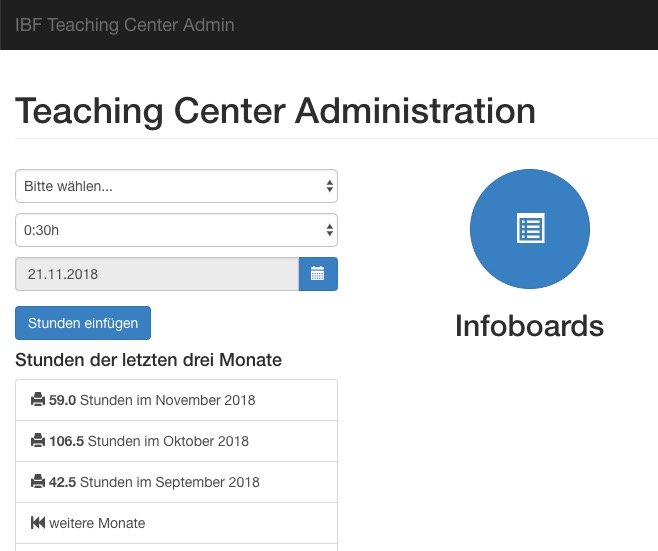 IBF Teaching Center Admin
Teaching Center Administration
Bitte wählen...
0:30h
21.11.2018
Stunden einfügen
Stunden der letzten drei Monate
59.0 Stunden im November 2018
106.5 Stunden im Oktober 2018
42.5 Stunden im September 2018
weitere Monate
Infoboards